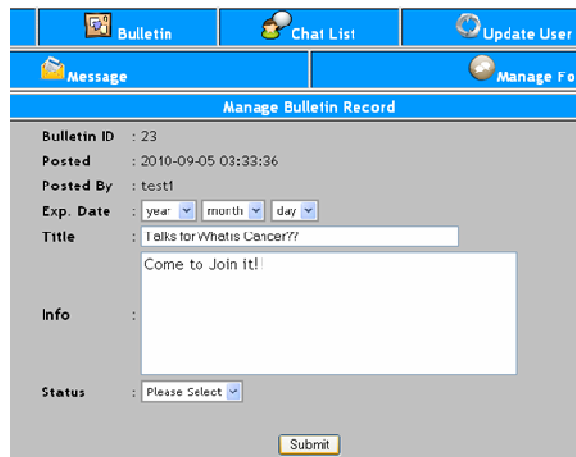 Bulletin Chat List Update User
Message Manage Fo
Manage Bulletin Record
Bulletin ID : 23
Posted : 2010-09-05 03:33:36
Posted By : test1
Exp. Date : year month day
Title : Talks for What is Cancer??
Come to Join it!!
Info :
Status : Please Select
Submit